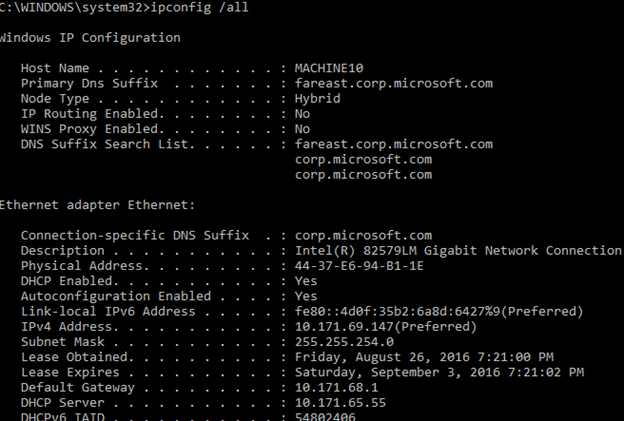 C:\WINDOWS\system32>ipconfig /all
Windows IP Configuration
Host Name . . . . . . . . . . . . : MACHINE10
Primary Dns Suffix  . . . . . . . : fareast.corp.microsoft.com
Node Type . . . . . . . . . . . . : Hybrid
IP Routing Enabled. . . . . . . . : No
WINS Proxy Enabled. . . . . . . . : No
DNS Suffix Search List. . . . . . : fareast.corp.microsoft.com
corp.microsoft.com
corp.microsoft.com
Ethernet adapter Ethernet:
Connection-specific DNS Suffix  . : corp.microsoft.com
Description . . . . . . . . . . . : Intel(R) 82579LM Gigabit Network Connection
Physical Address. . . . . . . . . : 44-37-E6-94-B1-1E
DHCP Enabled. . . . . . . . . . . : Yes
Autoconfiguration Enabled . . . . : Yes
Link-local IPv6 Address . . . . . : fe80::4d0f:35b2:6a8d:6427%9(Preferred)
IPv4 Address. . . . . . . . . . . : 10.171.69.147(Preferred)
Subnet Mask . . . . . . . . . . . : 255.255.254.0
Lease Obtained. . . . . . . . . . : Friday, August 26, 2016 7:21:00 PM
Lease Expires . . . . . . . . . . : Saturday, September 3, 2016 7:21:02 PM
Default Gateway . . . . . . . . . : 10.171.68.1
DHCP Server . . . . . . . . . . . : 10.171.65.55
DHCPv6 IAID . . . . . . . . . . . : 54802406